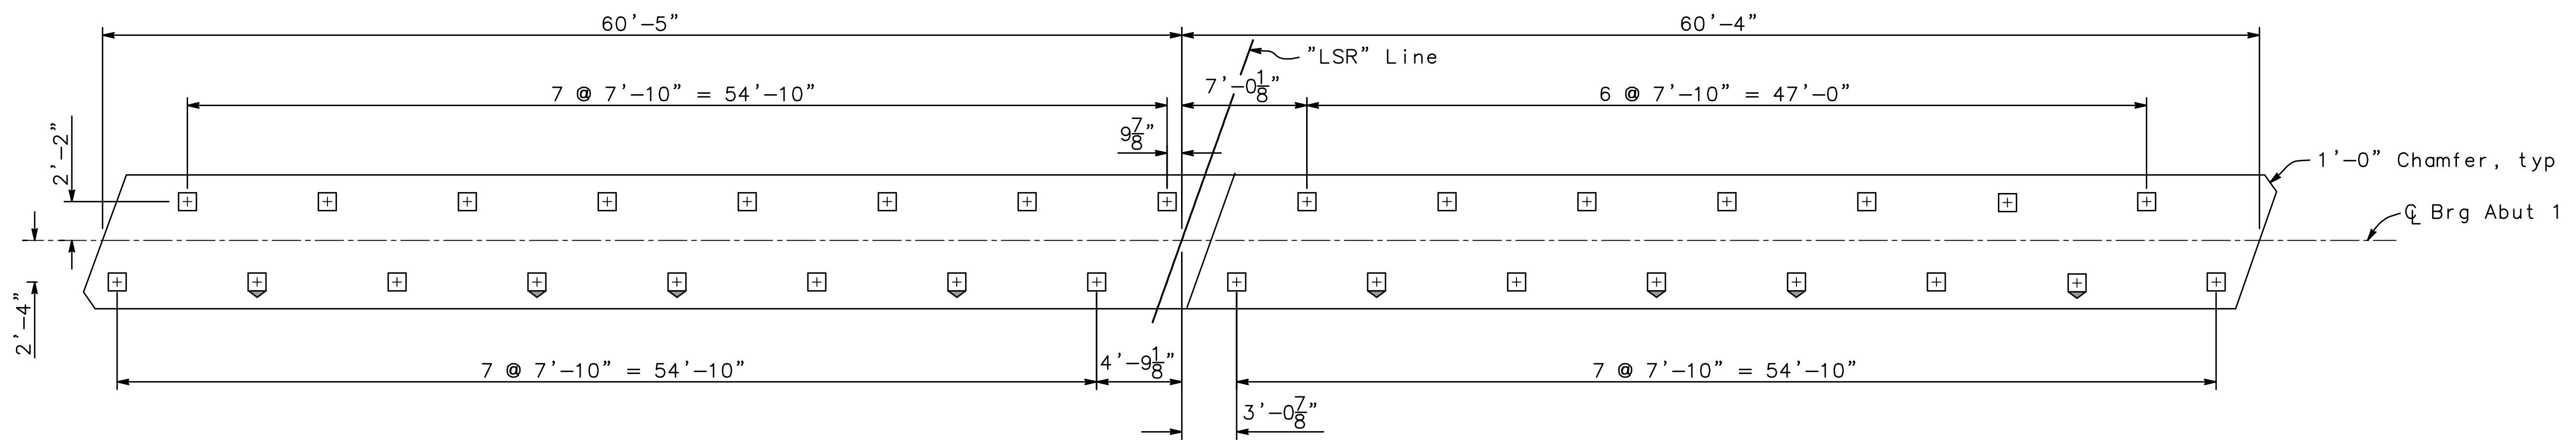 60'-5"
60'-4"
"LSR" Line
7 @ 7'-10" = 54'-10"
7'-0 1/8"
6 @ 7'-10" = 47'-0"
2'-2"
9 7/8"
1'-0" Chamfer, typ
℄ Brg Abut 1
2'-4"
7 @ 7'-10" = 54'-10"
4'-9 1/8"
7 @ 7'-10" = 54'-10"
3'-0 7/8"